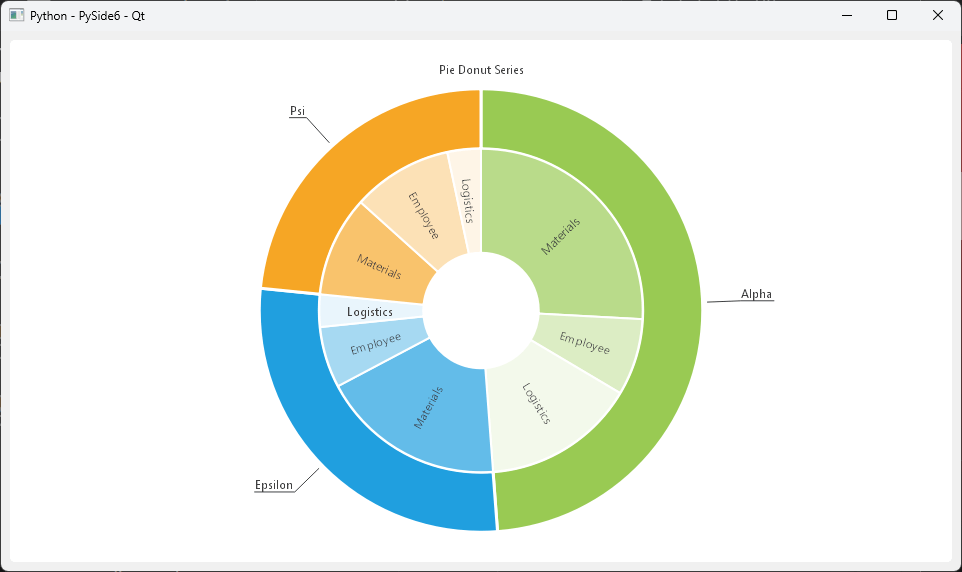 Python - PySide6 - Qt
Pie Donut Series
Psi
Logistics
Employee
Materials
Materials
Alpha
Logistics
Employee
Employee
Materials
Logistics
Epsilon